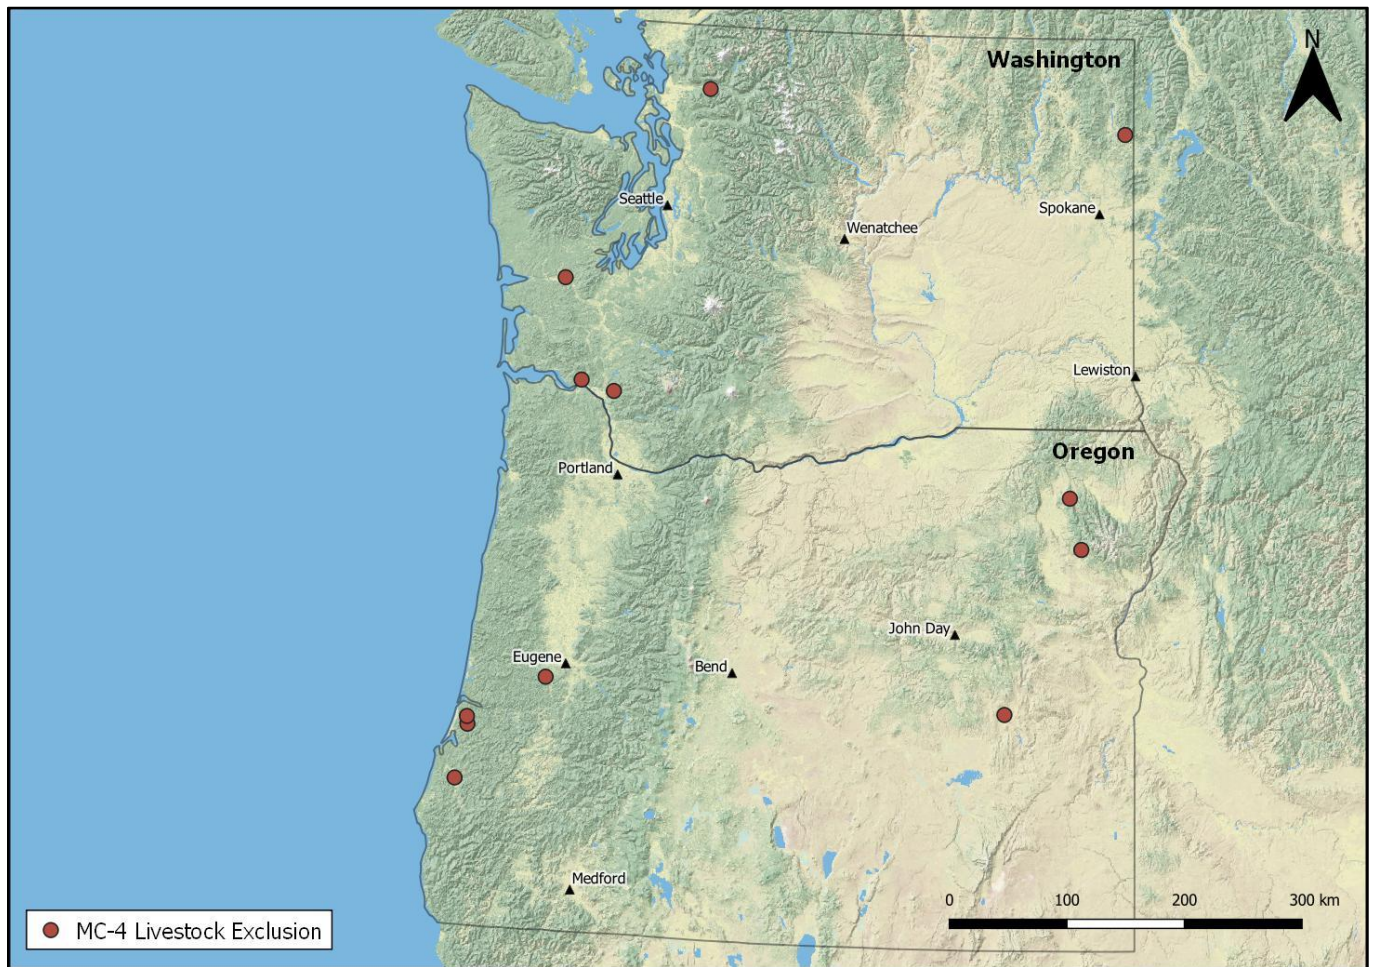 Washington
N
Seattle
Wenatchee
Spokane
Lewiston
Oregon
Portland
John Day
Eugene
Bend
Medford
0 100 200 300 km
MC-4 Livestock Exclusion